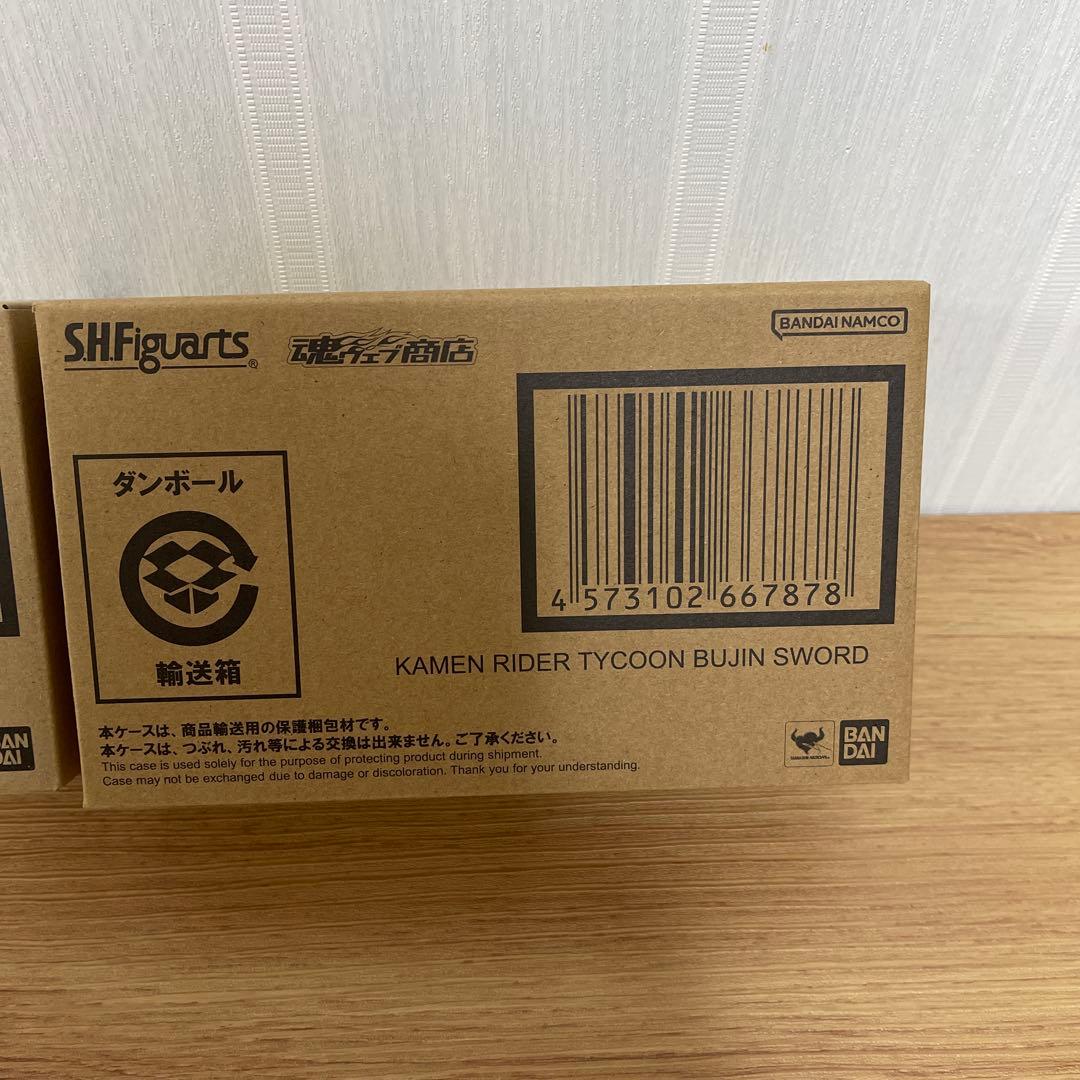 S.H.Figuarts®
魂ウェブ商店
BANDAI NAMCO
ダンボール
輸送箱
4 573102 667878
KAMEN RIDER TYCOON BUJIN SWORD
本ケースは、商品輸送用の保護梱包材です。
本ケースは、つぶれ、汚れ等による交換は出来ません。ご了承ください。
This case is used solely for the purpose of protecting product during shipment.
Case may not be exchanged due to damage or discoloration. Thank you for your understanding.
BAN
DAI
AN
DAI